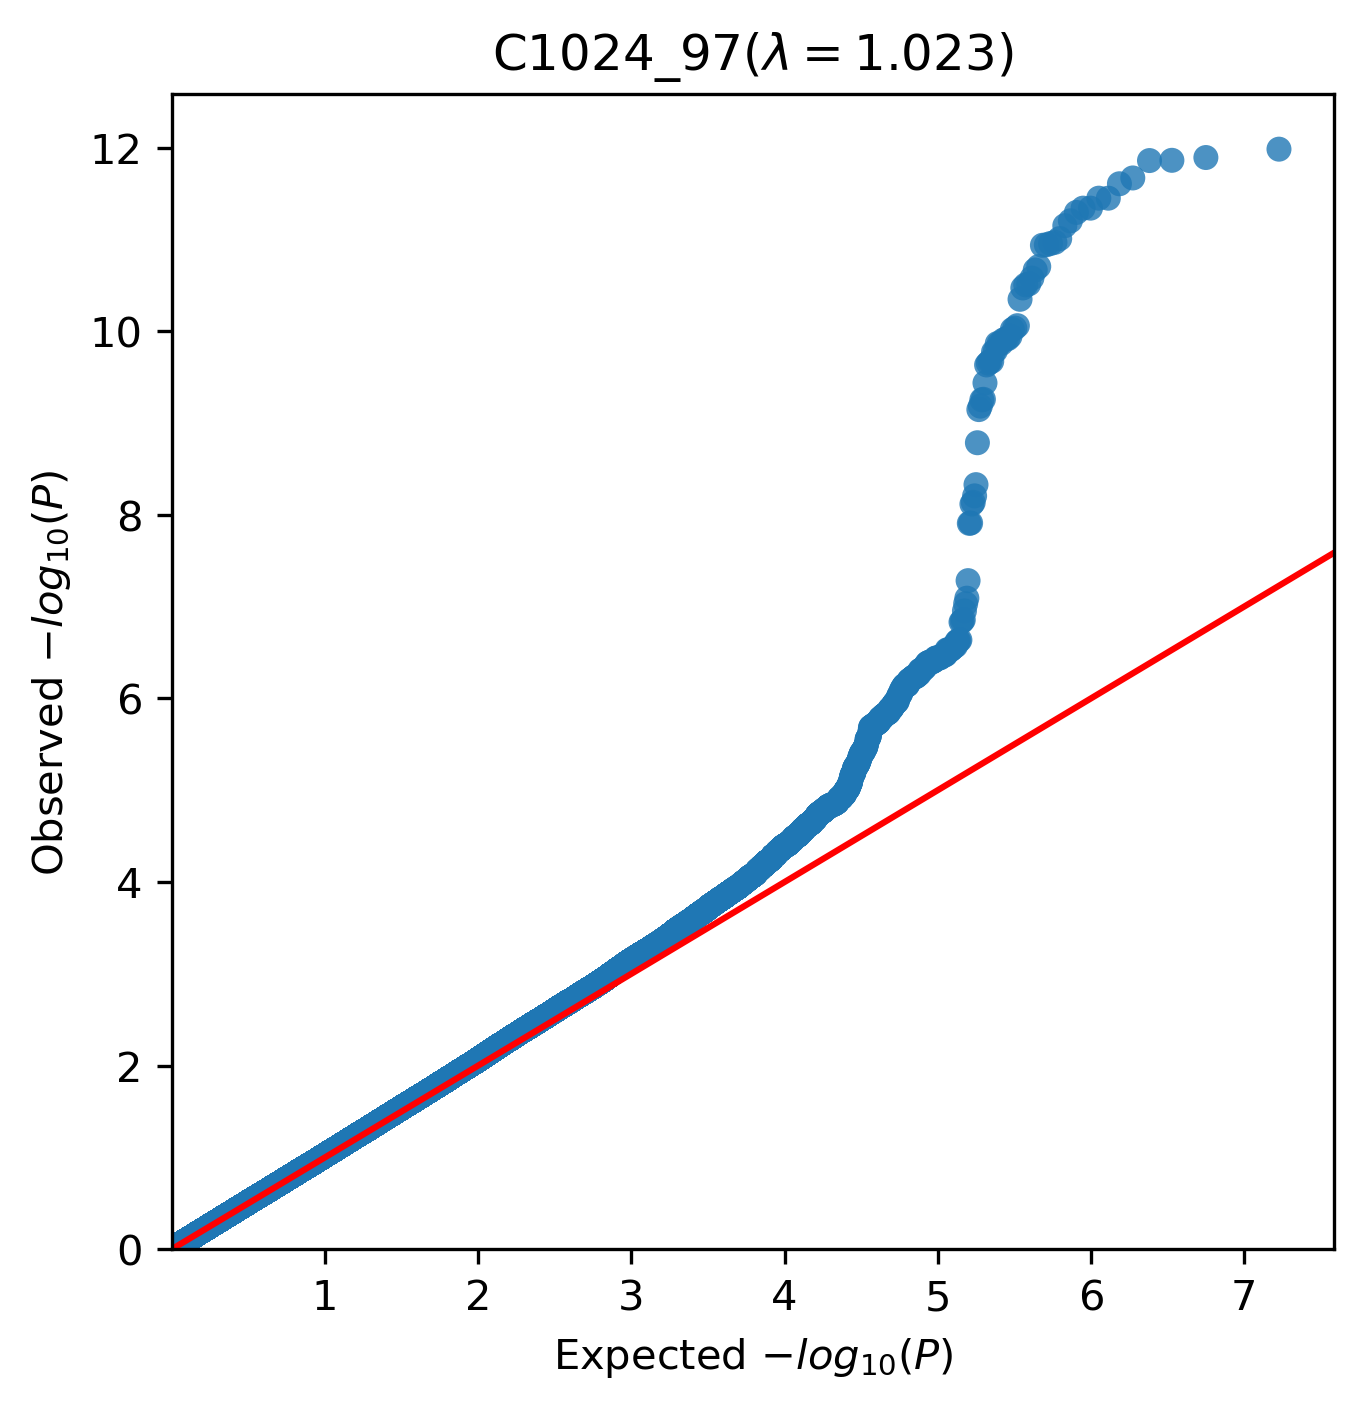 C1024_97(λ = 1.023)
12
10
8
6
4
2
0
Observed −log₁₀(P)
1 2 3 4 5 6 7
Expected −log₁₀(P)